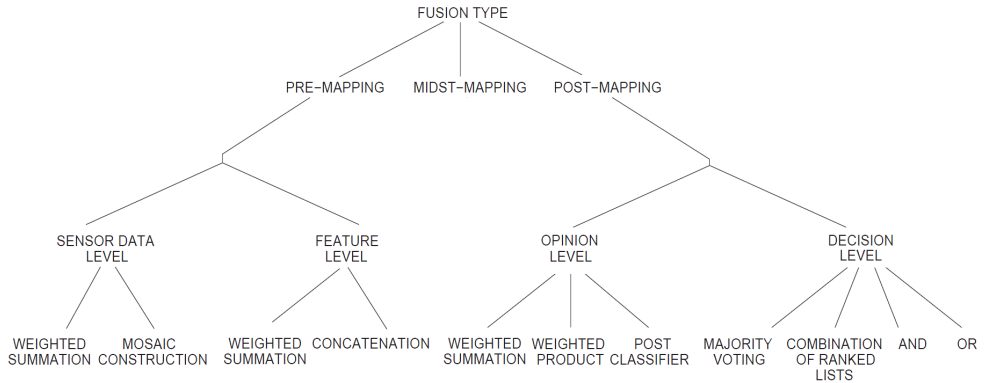 FUSION TYPE
PRE-MAPPING
MIDST-MAPPING
POST-MAPPING
SENSOR DATA
LEVEL
FEATURE
LEVEL
OPINION
LEVEL
DECISION
LEVEL
WEIGHTED
SUMMATION
MOSAIC
CONSTRUCTION
WEIGHTED
SUMMATION
CONCATENATION
WEIGHTED
SUMMATION
WEIGHTED
PRODUCT
POST
CLASSIFIER
MAJORITY
VOTING
COMBINATION
OF RANKED
LISTS
AND
OR